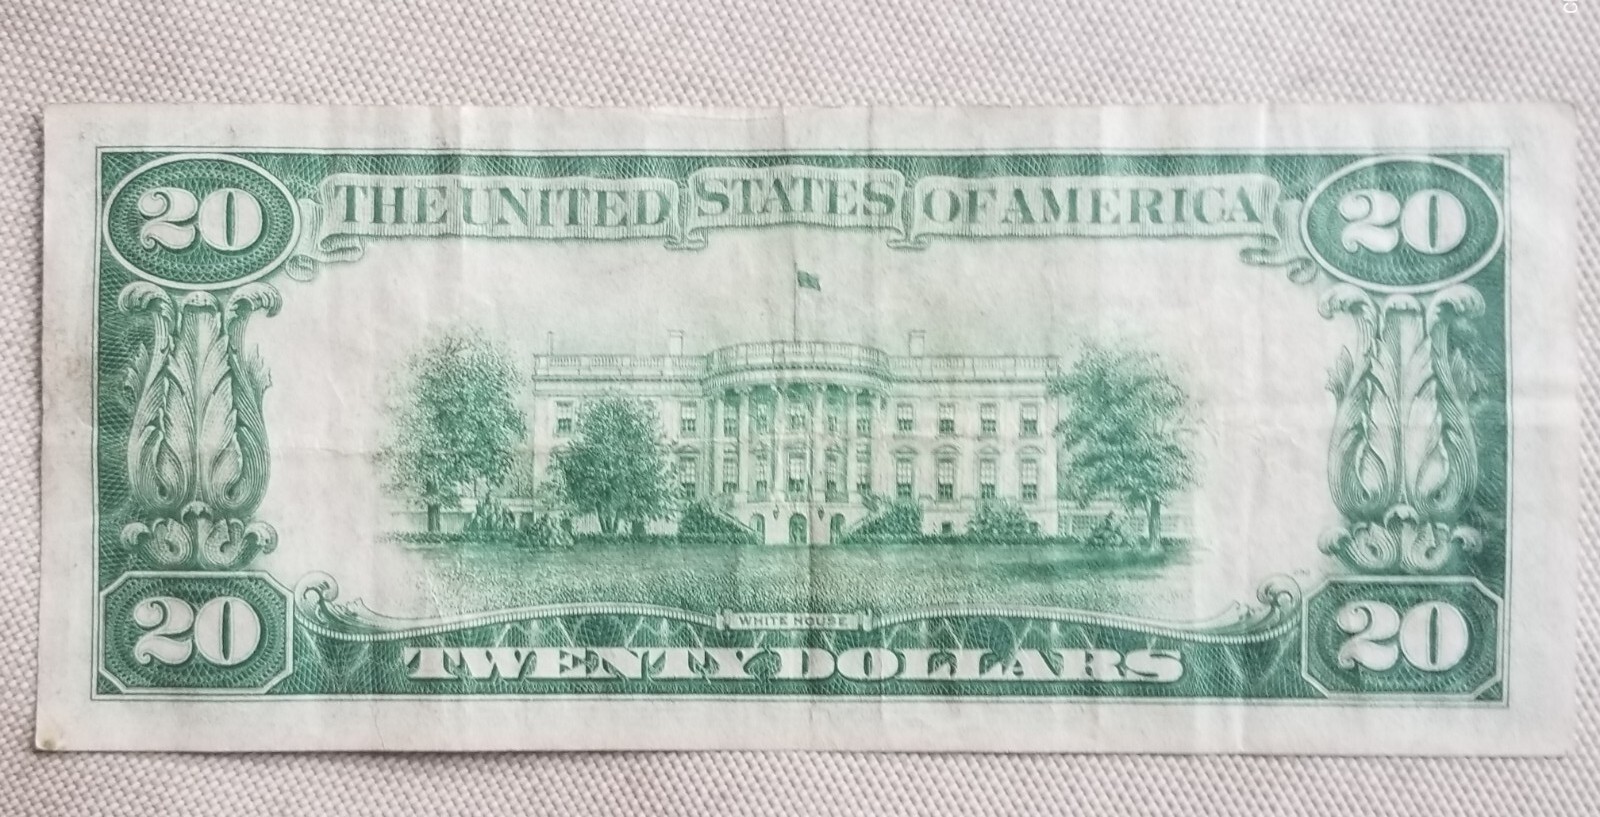 20 THE UNITED STATES OF AMERICA 20
WHITE HOUSE
20 TWENTY DOLLARS 20